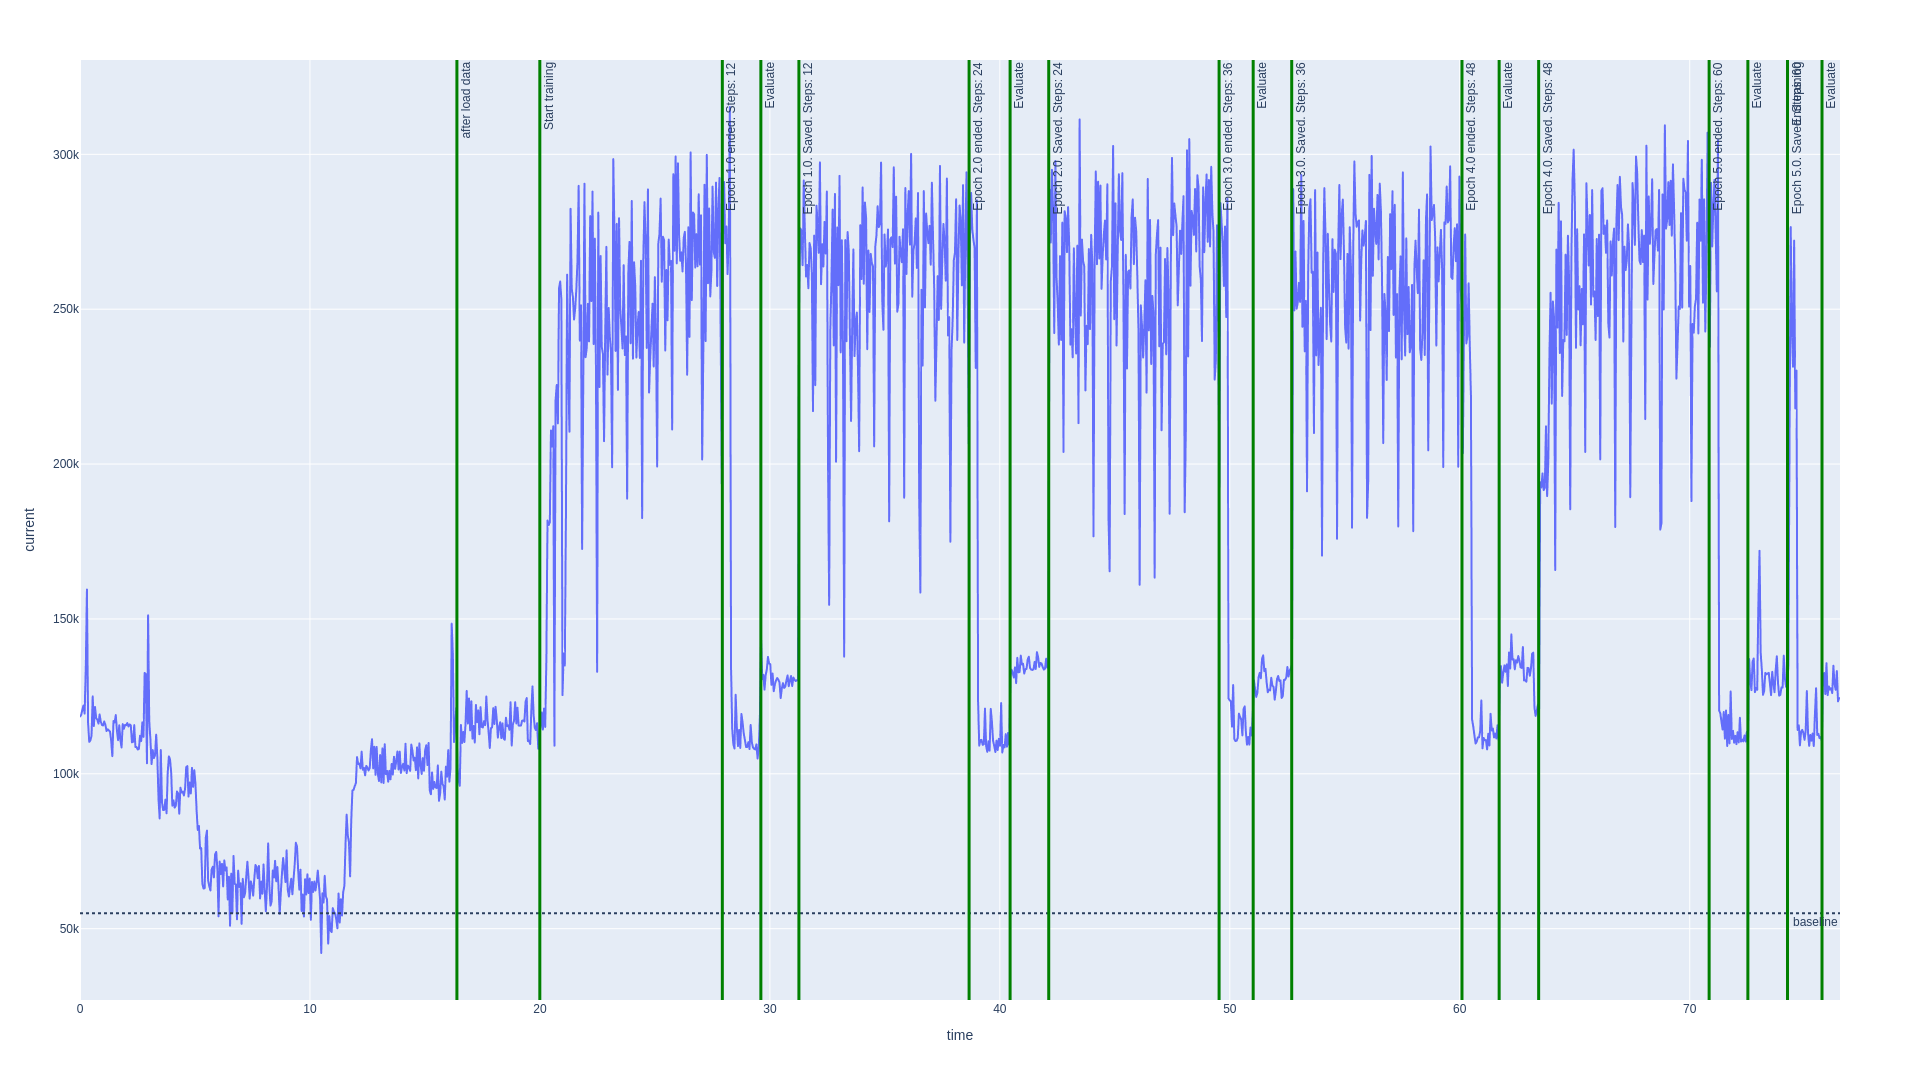 after load data
Start training
Epoch 1.0 ended. Steps: 12
Evaluate
Epoch 1.0. Saved. Steps: 12
Epoch 2.0 ended. Steps: 24
Evaluate
Epoch 2.0. Saved. Steps: 24
Epoch 3.0 ended. Steps: 36
Evaluate
Epoch 3.0. Saved. Steps: 36
Epoch 4.0 ended. Steps: 48
Evaluate
Epoch 4.0. Saved. Steps: 48
Epoch 5.0 ended. Steps: 60
Evaluate
Epoch 5.0. Saved. Steps: 60
Evaluate
300k
250k
200k
150k
100k
50k
current
baseline
0
10
20
30
40
50
60
70
time